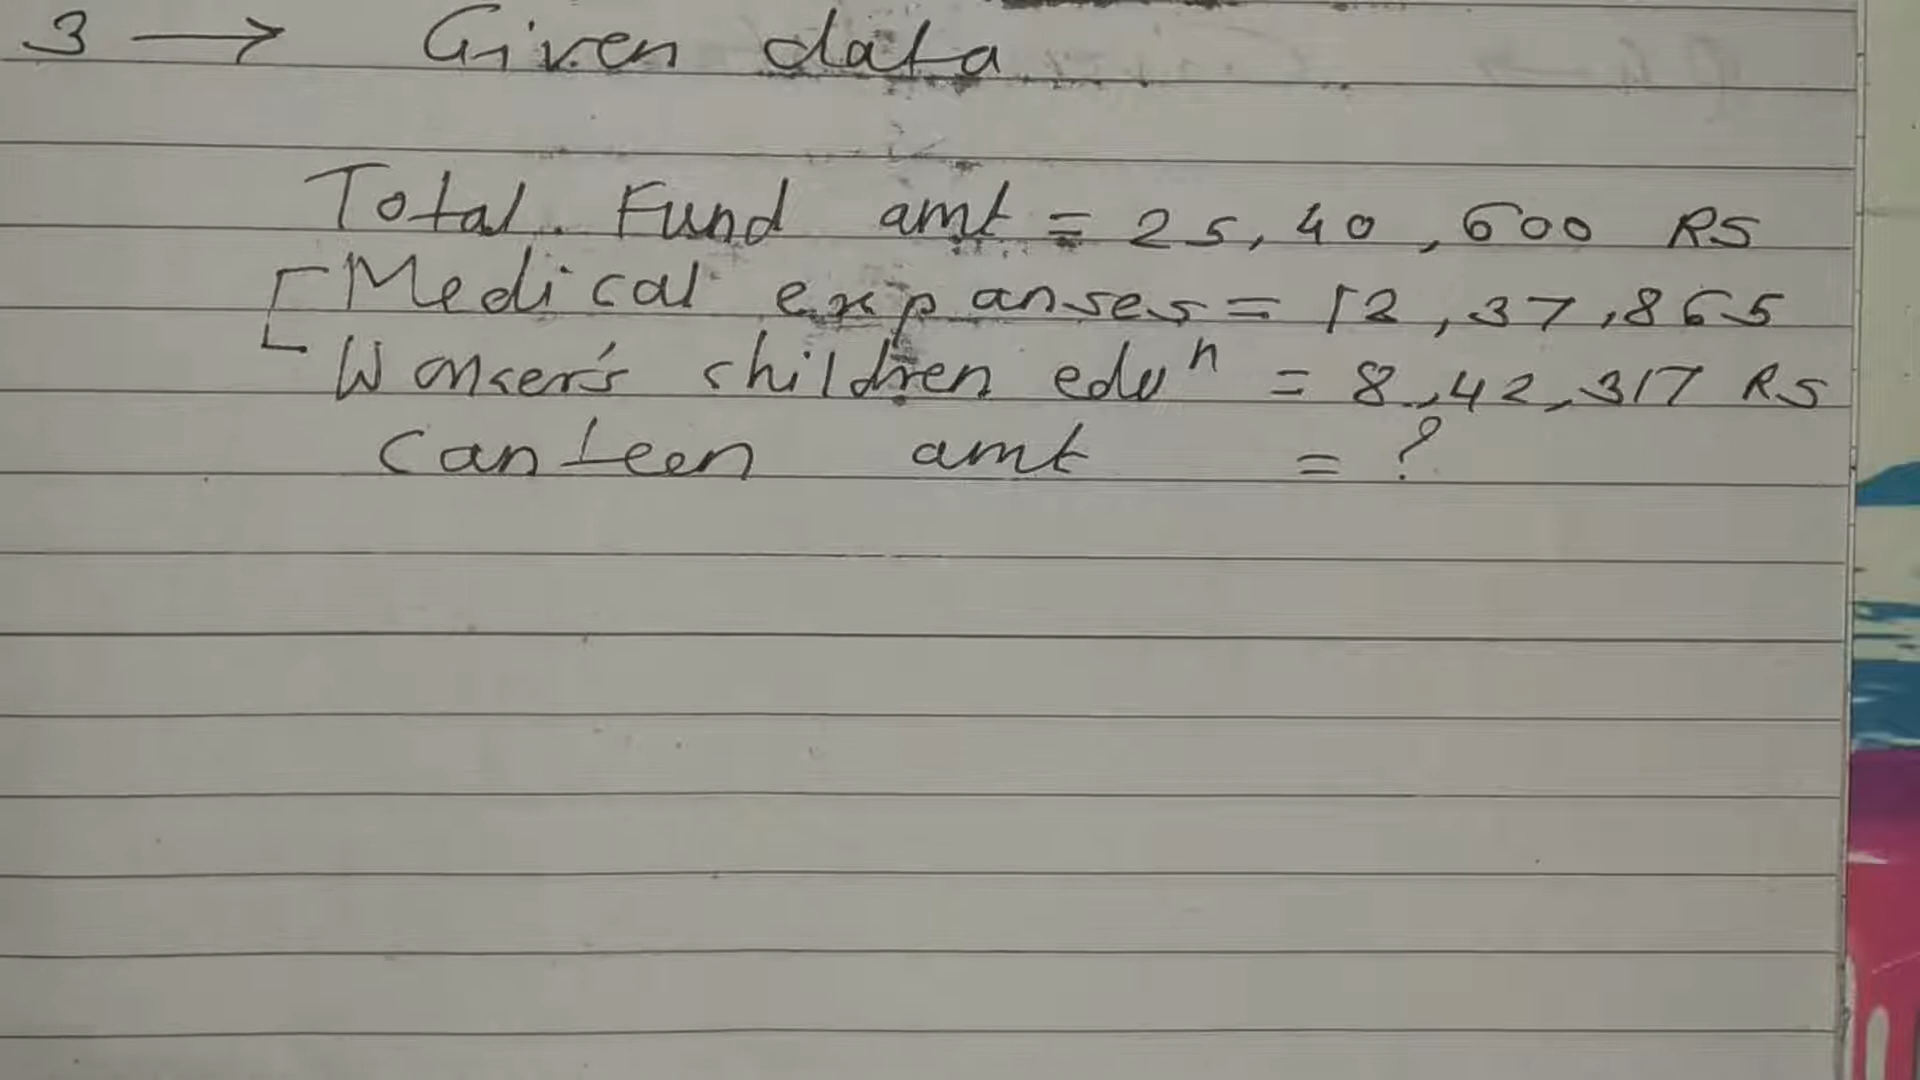 3 → Given data
Total. Fund amt = 25,40,600 RS
Medical expanses = 12,37,865
Worker's children eduⁿ = 8,42,317 RS
Canteen amt = ?